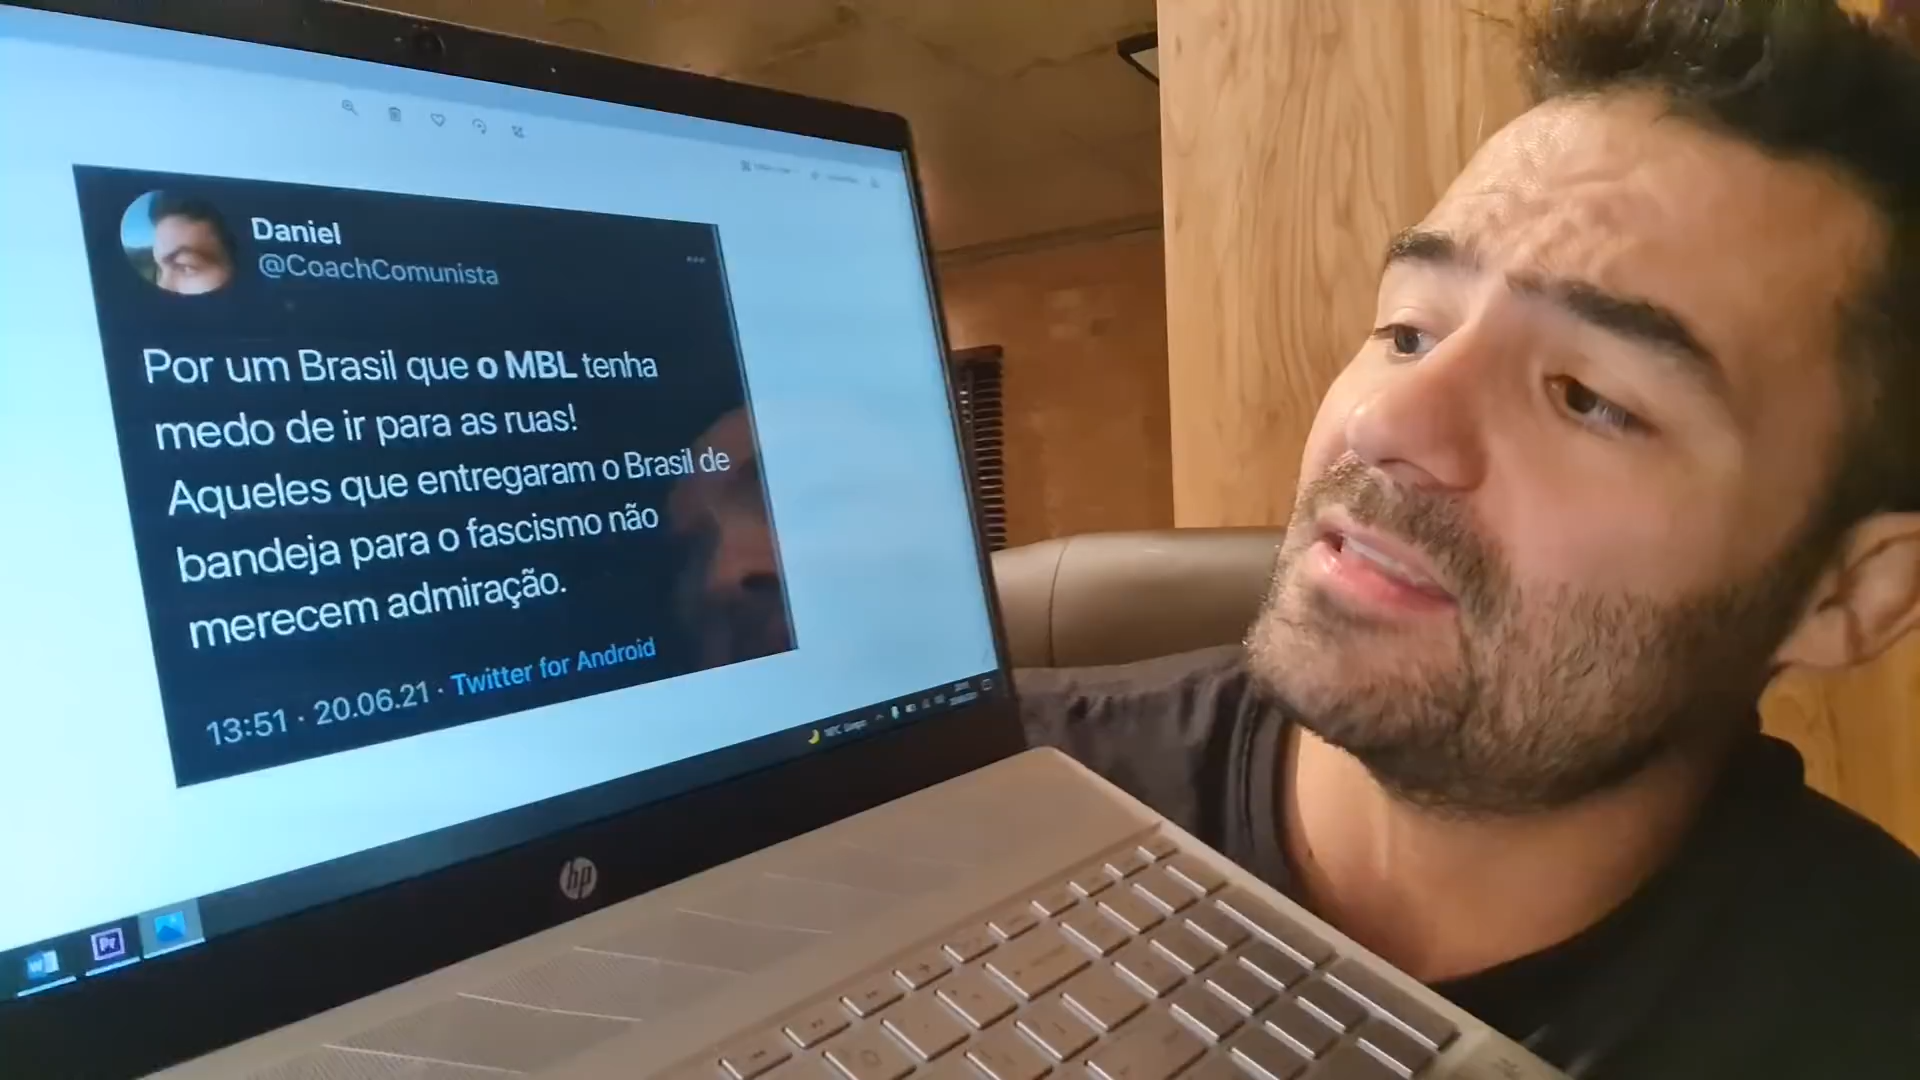 Daniel
@CoachComunista
Por um Brasil que o MBL tenha
medo de ir para as ruas!
Aqueles que entregaram o Brasil de
bandeja para o fascismo não
merecem admiração.
13:51 · 20.06.21 · Twitter for Android
hp
W
Pr